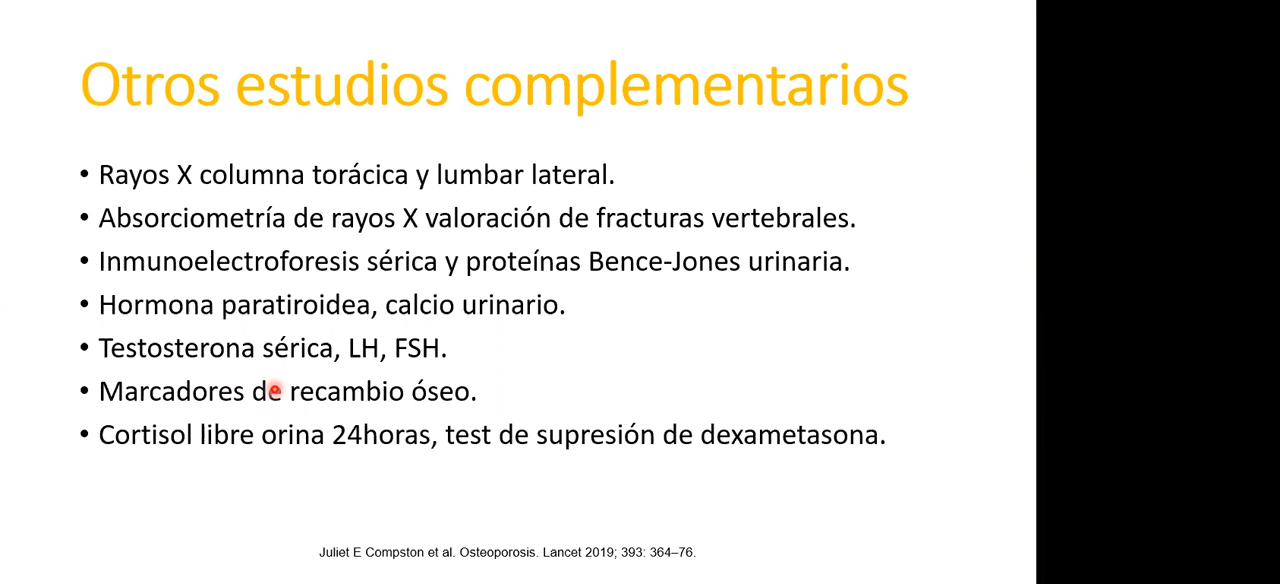 Otros estudios complementarios
• Rayos X columna torácica y lumbar lateral.
• Absorciometría de rayos X valoración de fracturas vertebrales.
• Inmunoelectroforesis sérica y proteínas Bence-Jones urinaria.
• Hormona paratiroidea, calcio urinario.
• Testosterona sérica, LH, FSH.
• Marcadores de recambio óseo.
• Cortisol libre orina 24horas, test de supresión de dexametasona.
Juliet E Compston et al. Osteoporosis. Lancet 2019; 393: 364–76.